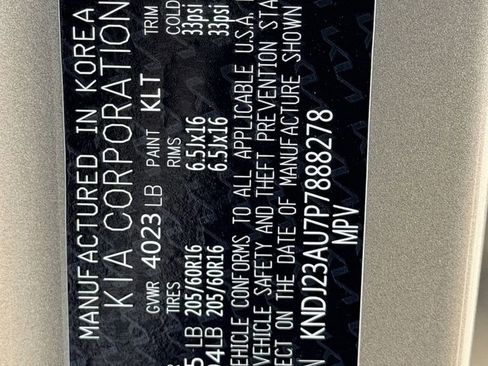 MANUFACTURED IN KOREA
KIA CORPORATION
GVWR 4023 LB PAINT KLT TRIM
TIRES RIMS COLD
LB 205/60R16 6.5Jx16 33psi
LB 205/60R16 6.5Jx16 33psi
VEHICLE CONFORMS TO ALL APPLICABLE U.S.A.
VEHICLE SAFETY AND THEFT PREVENTION
ON THE DATE OF MANUFACTURE SHOWN
KNDJ23AU7P7888278
MPV